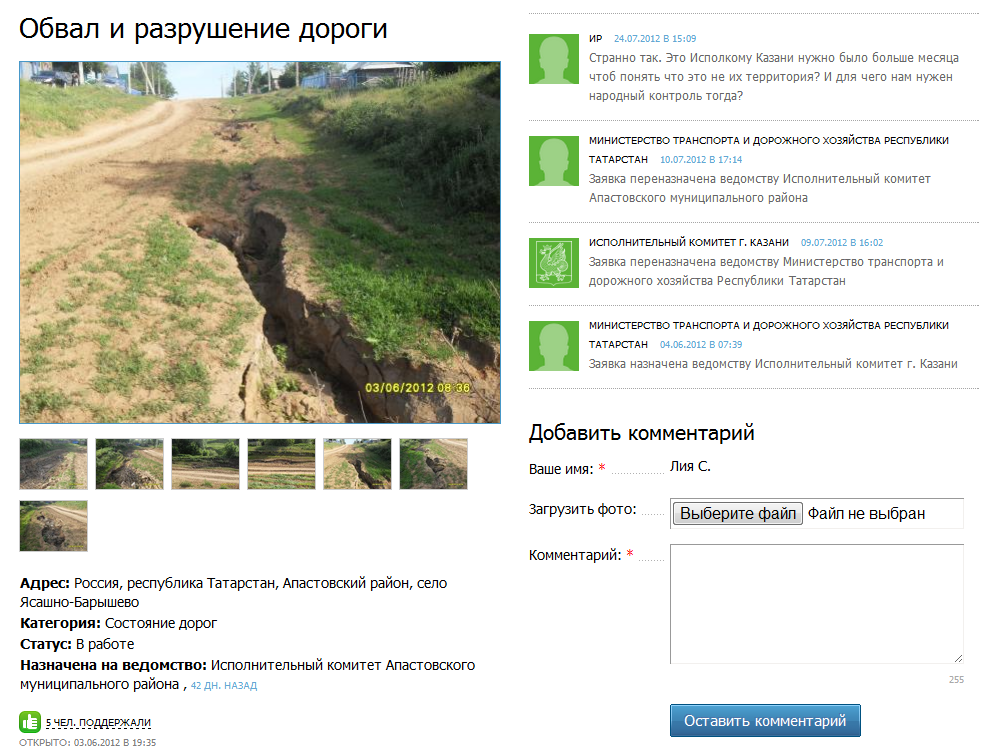 Обвал и разрушение дороги
03/06/2012 08:36
Адрес: Россия, республика Татарстан, Апастовский район, село
Ясашно-Барышево
Категория: Состояние дорог
Статус: В работе
Назначена на ведомство: Исполнительный комитет Апастовского
муниципального района , 42 ДН. НАЗАД
5 ЧЕЛ. ПОДДЕРЖАЛИ
ОТКРЫТО: 03.06.2012 В 19:35
ИР 24.07.2012 В 15:09
Странно так. Это Исполкому Казани нужно было больше месяца
чтоб понять что это не их территория? И для чего нам нужен
народный контроль тогда?
МИНИСТЕРСТВО ТРАНСПОРТА И ДОРОЖНОГО ХОЗЯЙСТВА РЕСПУБЛИКИ
ТАТАРСТАН 10.07.2012 В 17:14
Заявка переназначена ведомству Исполнительный комитет
Апастовского муниципального района
ИСПОЛНИТЕЛЬНЫЙ КОМИТЕТ Г. КАЗАНИ 09.07.2012 В 16:02
Заявка переназначена ведомству Министерство транспорта и
дорожного хозяйства Республики Татарстан
МИНИСТЕРСТВО ТРАНСПОРТА И ДОРОЖНОГО ХОЗЯЙСТВА РЕСПУБЛИКИ
ТАТАРСТАН 04.06.2012 В 07:39
Заявка назначена ведомству Исполнительный комитет г. Казани
Добавить комментарий
Ваше имя: * Лия С.
Загрузить фото: Выберите файл Файл не выбран
Комментарий: *
255
Оставить комментарий